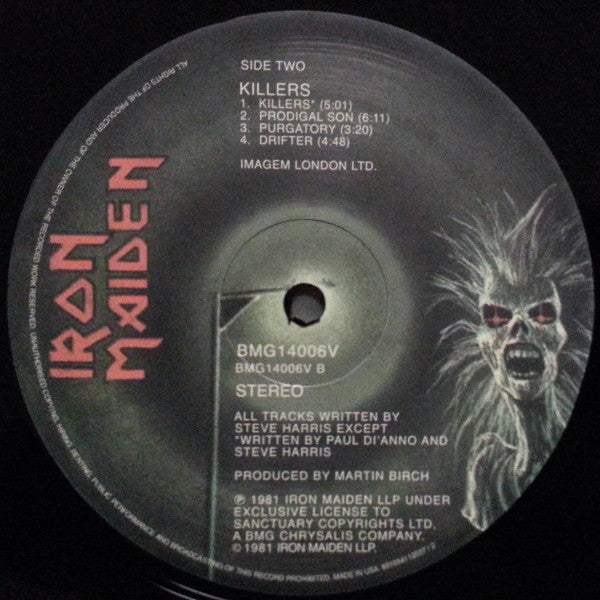 SIDE TWO
KILLERS
1. KILLERS* (5:01)
2. PRODIGAL SON (6:11)
3. PURGATORY (3:20)
4. DRIFTER (4:48)
IMAGEM LONDON LTD.
IRON
MAIDEN
BMG14006V
BMG14006V B
STEREO
ALL TRACKS WRITTEN BY
STEVE HARRIS EXCEPT
*WRITTEN BY PAUL DI'ANNO AND
STEVE HARRIS
PRODUCED BY MARTIN BIRCH
℗ 1981 IRON MAIDEN LLP UNDER
EXCLUSIVE LICENSE TO
SANCTUARY COPYRIGHTS LTD.
A BMG CHRYSALIS COMPANY.
© 1981 IRON MAIDEN LLP.
ALL RIGHTS OF THE PRODUCER AND OF THE OWNER OF THE RECORDED WORK RESERVED. UNAUTHORISED COPYING, HIRING, RENTING, PUBLIC PERFORMANCE AND BROADCASTING OF THIS RECORD PROHIBITED. MADE IN USA.